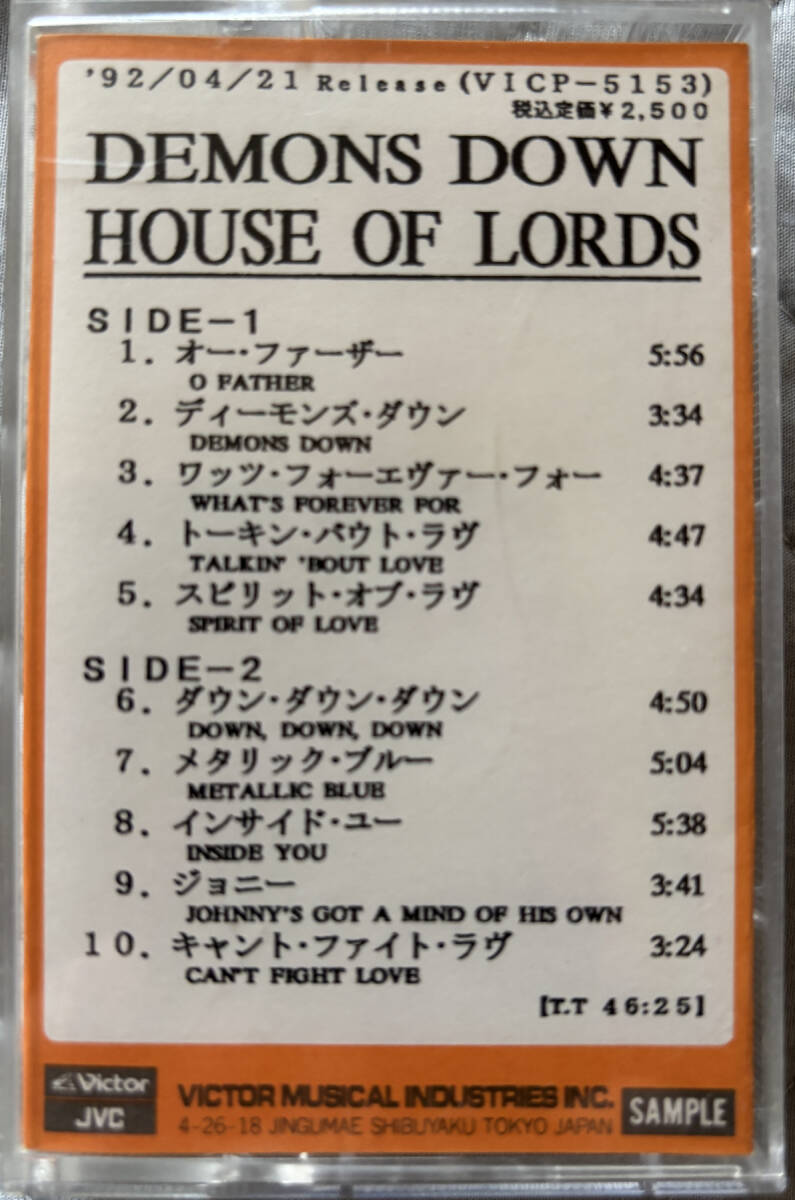 '92/04/21 Release (VICP-5153)
税込定価¥2,500
DEMONS DOWN
HOUSE OF LORDS
SIDE-1
1. オー・ファーザー 5:56
O FATHER
2. ディーモンズ・ダウン 3:34
DEMONS DOWN
3. ワッツ・フォーエヴァー・フォー 4:37
WHAT'S FOREVER FOR
4. トーキン・バウト・ラヴ 4:47
TALKIN' 'BOUT LOVE
5. スピリット・オブ・ラヴ 4:34
SPIRIT OF LOVE
SIDE-2
6. ダウン・ダウン・ダウン 4:50
DOWN, DOWN, DOWN
7. メタリック・ブルー 5:04
METALLIC BLUE
8. インサイド・ユー 5:38
INSIDE YOU
9. ジョニー 3:41
JOHNNY'S GOT A MIND OF HIS OWN
10. キャント・ファイト・ラヴ 3:24
CAN'T FIGHT LOVE
[T.T 46:25]
Victor
JVC
VICTOR MUSICAL INDUSTRIES INC.
4-26-18 JINGUMAE SHIBUYAKU TOKYO JAPAN
SAMPLE